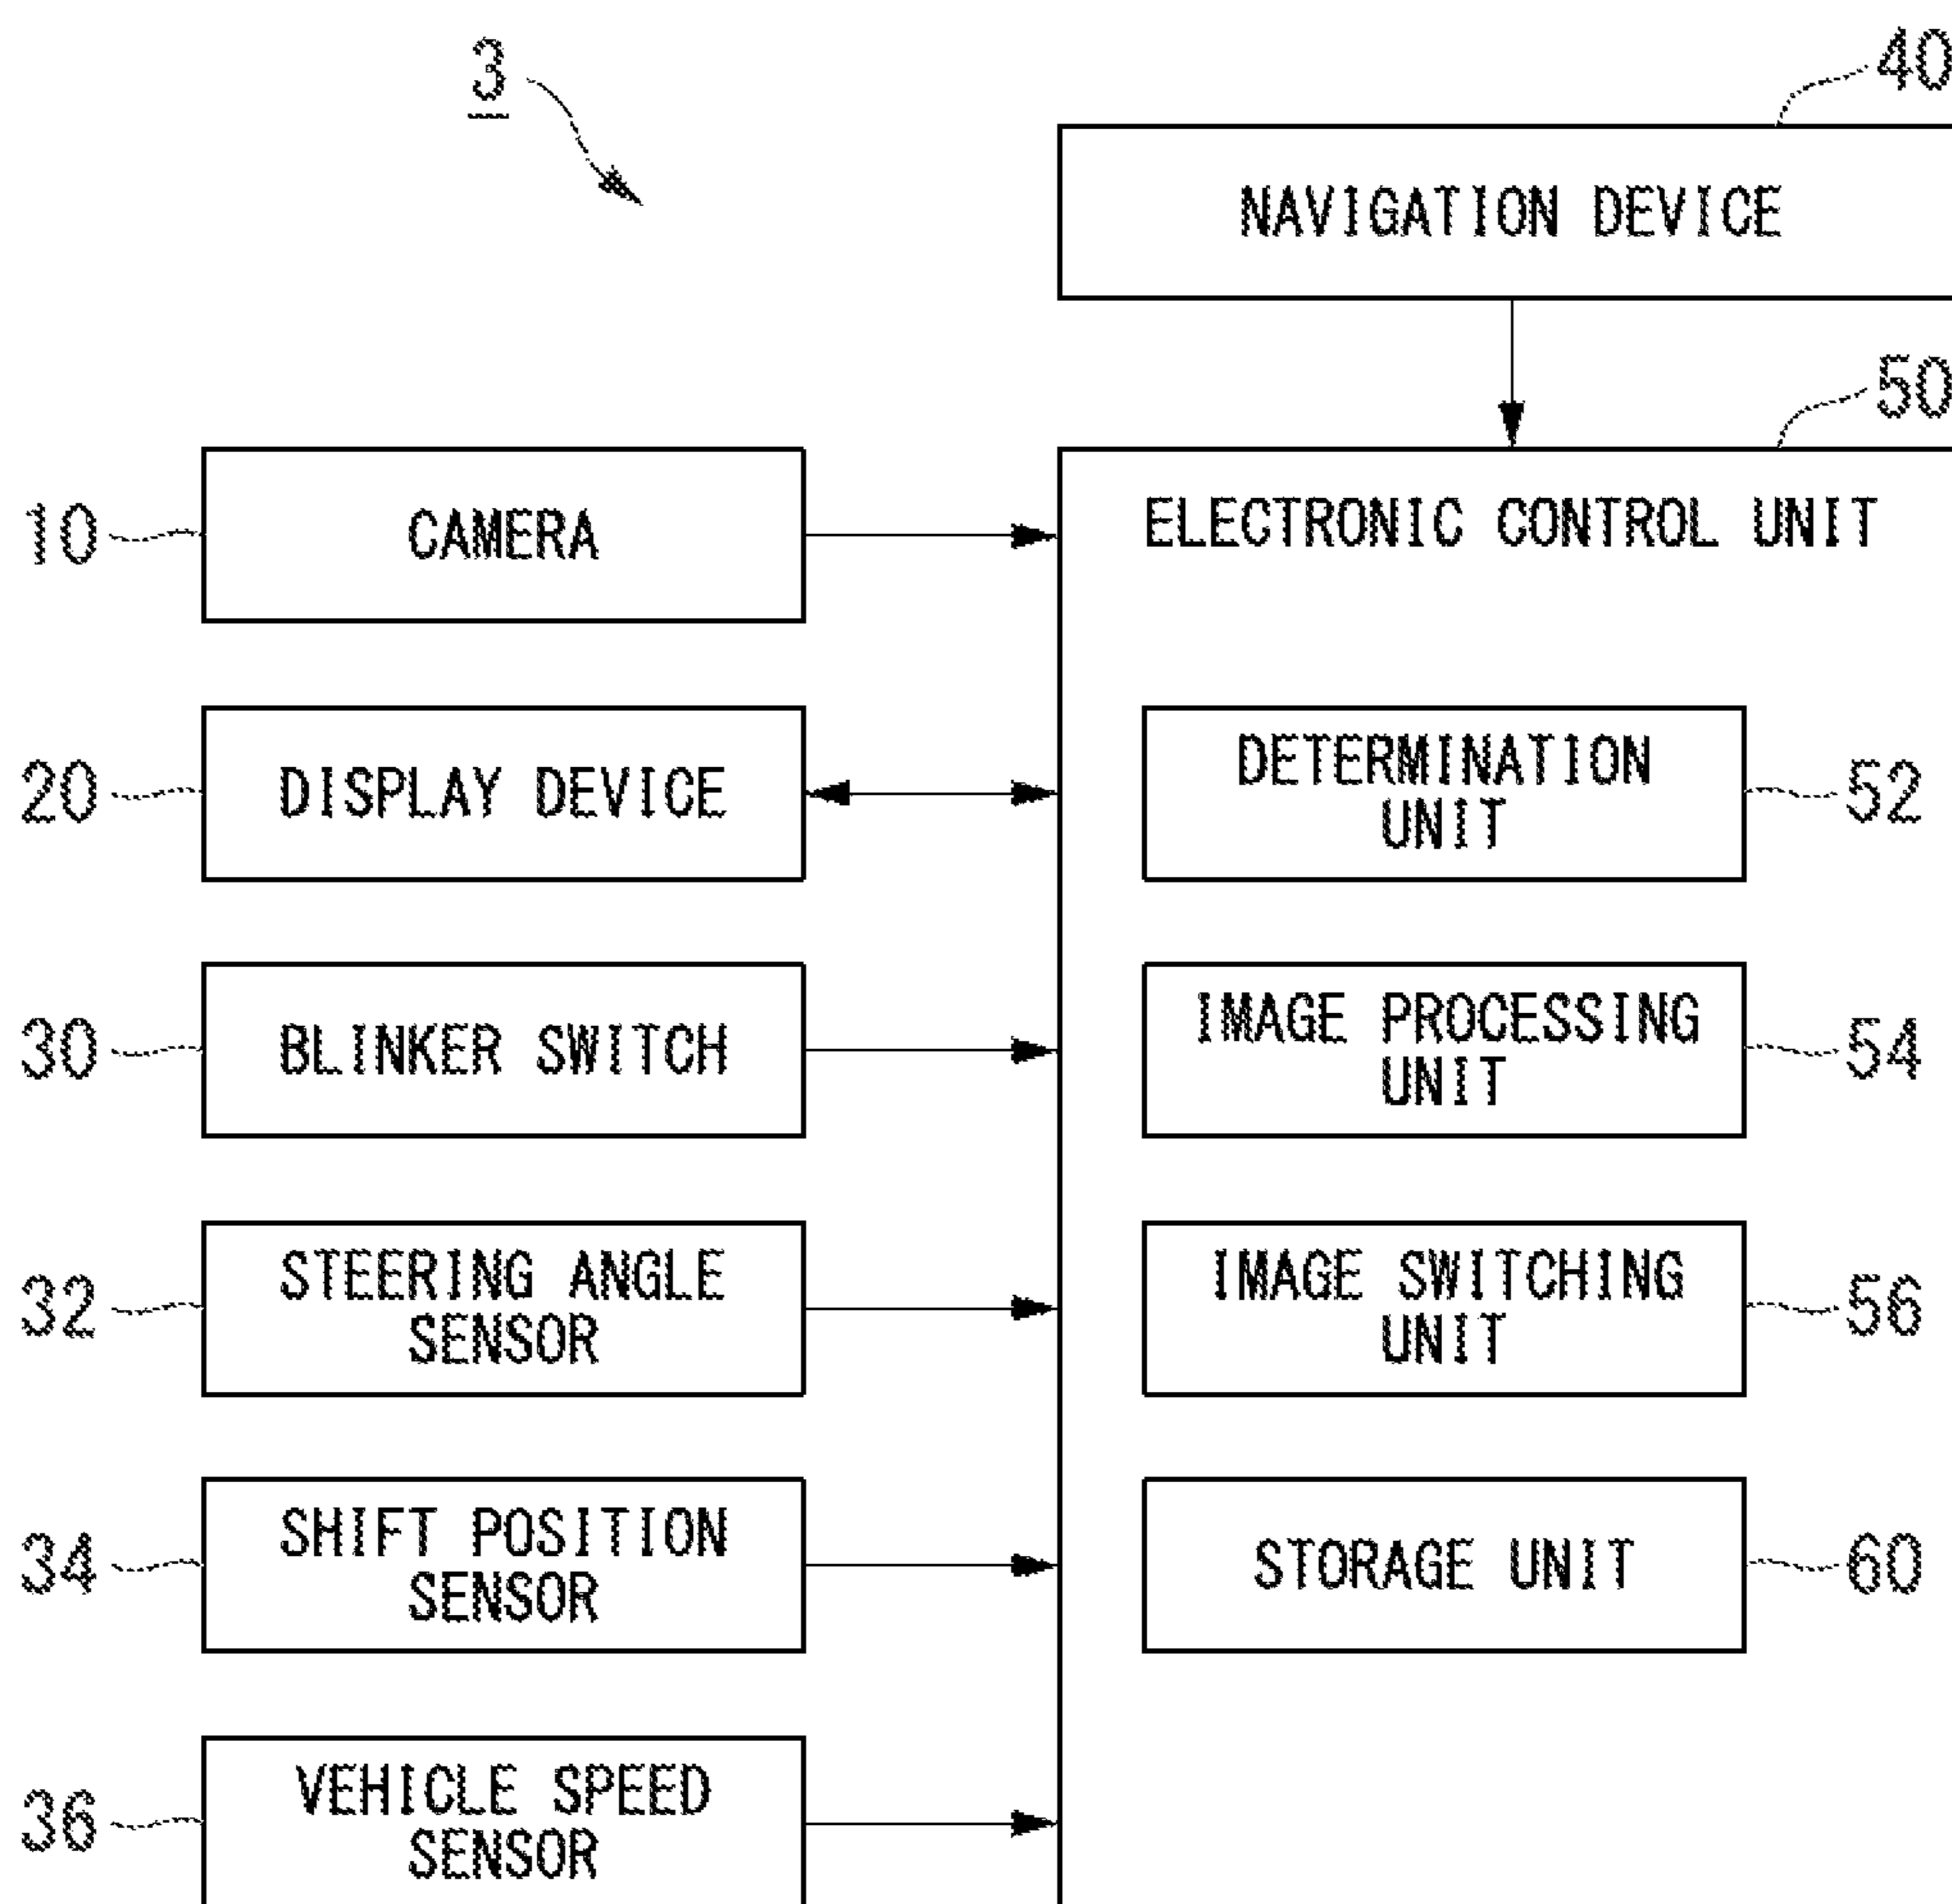 3
40
NAVIGATION DEVICE
50
ELECTRONIC CONTROL UNIT
10
CAMERA
20
DISPLAY DEVICE
DETERMINATION
UNIT
52
30
BLINKER SWITCH
IMAGE PROCESSING
UNIT
54
32
STEERING ANGLE
SENSOR
IMAGE SWITCHING
UNIT
56
34
SHIFT POSITION
SENSOR
STORAGE UNIT
60
36
VEHICLE SPEED
SENSOR